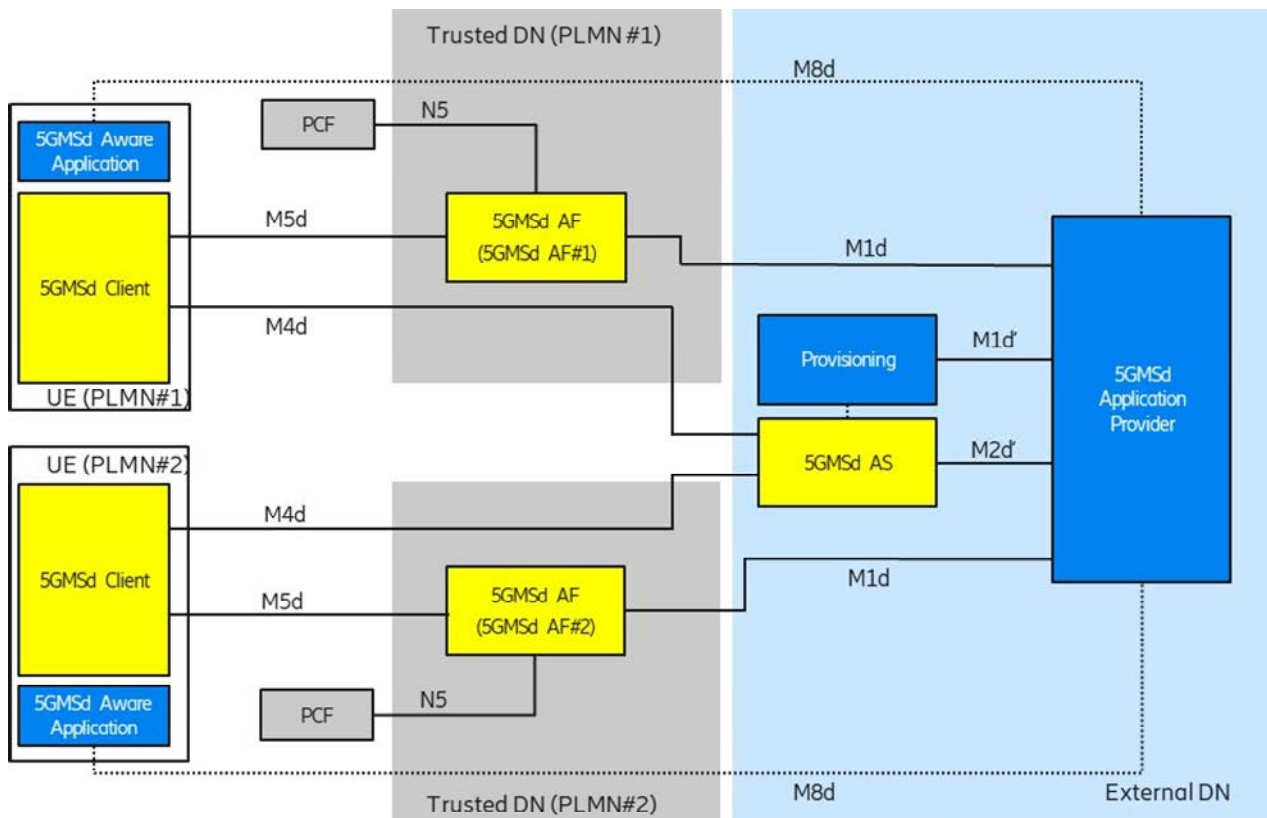 Trusted DN (PLMN #1)
M8d
N5
PCF
5GMSd Aware
Application
M5d
5GMSd AF
(5GMSd AF#1)
M1d
5GMSd Client
M4d
Provisioning
M1d'
5GMSd
Application
Provider
UE (PLMN#1)
UE (PLMN#2)
5GMSd AS
M2d'
M4d
5GMSd Client
M5d
5GMSd AF
(5GMSd AF#2)
M1d
5GMSd Aware
Application
PCF
N5
M8d
External DN
Trusted DN (PLMN#2)